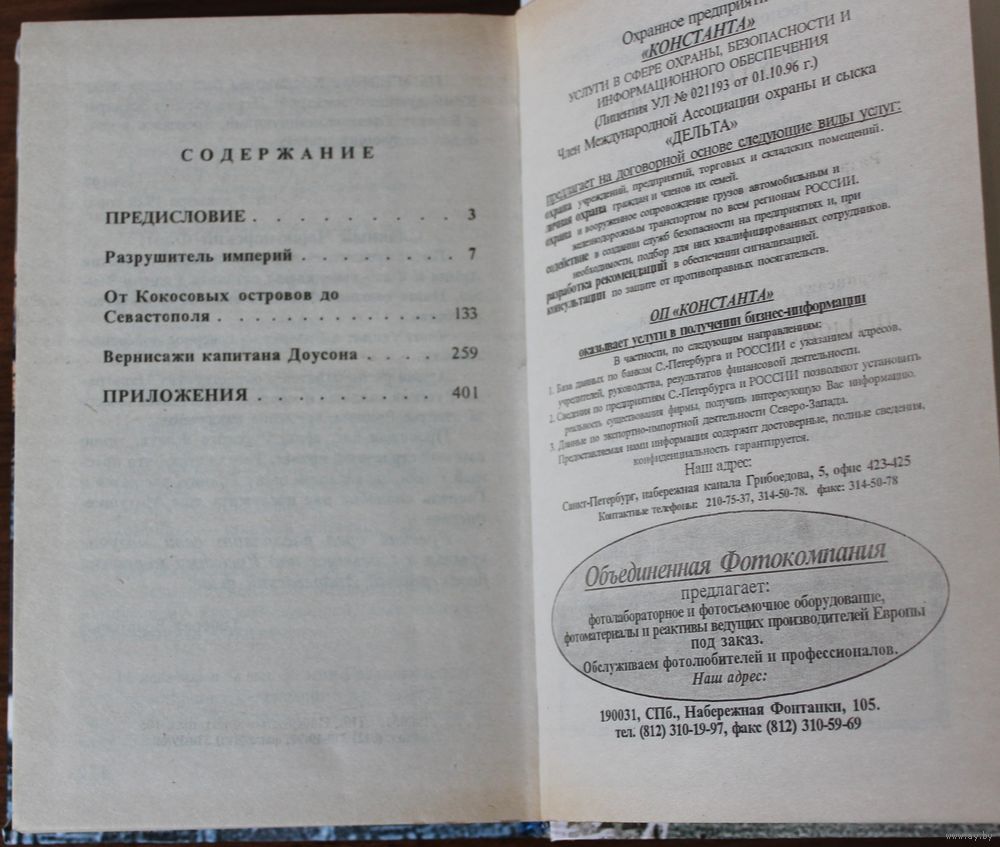 СОДЕРЖАНИЕ
ПРЕДИСЛОВИЕ . . . . . . . . . 3
Разрушитель империй . . . . . . 7
От Кокосовых островов до
Севастополя . . . . . . . . . . 133
Вернисажи капитана Доусона . . . . 259
ПРИЛОЖЕНИЯ . . . . . . . . . 401
Охранное предприяти
«КОНСТАНТА»
УСЛУГИ В СФЕРЕ ОХРАНЫ, БЕЗОПАСНОСТИ И
ИНФОРМАЦИОННОГО ОБЕСПЕЧЕНИЯ
(Лицензия УЛ № 021193 от 01.10.96 г.)
Член Международной Ассоциации охраны и сыска
«ДЕЛЬТА»
предлагает на договорной основе следующие виды услуг:
охрана учреждений, предприятий, торговых и складских помещений.
личная охрана граждан и членов их семей.
охрана и вооруженное сопровождение грузов автомобильным и
железнодорожным транспортом по всем регионам РОССИИ.
содействие в создании служб безопасности на предприятиях и, при
необходимости, подбор для них квалифицированных сотрудников.
разработка рекомендаций в обеспечении сигнализацией.
консультации по защите от противоправных посягательств.
ОП «КОНСТАНТА»
оказывает услуги в получении бизнес-информации
В частности, по следующим направлениям:
1. База данных по банкам С.-Петербурга и РОССИИ с указанием адресов,
учредителей, руководства, результатов финансовой деятельности.
2. Сведения по предприятиям С.-Петербурга и РОССИИ позволяют установить
реальность существования фирмы, получить интересующую Вас информацию.
3. Данные по экспортно-импортной деятельности Северо-Запада.
Предоставляемая нами информация содержит достоверные, полные сведения,
конфиденциальность гарантируется.
Наш адрес:
Санкт-Петербург, набережная канала Грибоедова, 5, офис 423-425
Контактные телефоны: 210-75-37, 314-50-78. факс: 314-50-78
Объединенная Фотокомпания
предлагает:
фотолабораторное и фотосъемочное оборудование,
фотоматериалы и реактивы ведущих производителей Европы
под заказ.
Обслуживаем фотолюбителей и профессионалов.
Наш адрес:
190031, СПб., Набережная Фонтанки, 105.
тел. (812) 310-19-97, факс (812) 310-59-69
www.ay.by